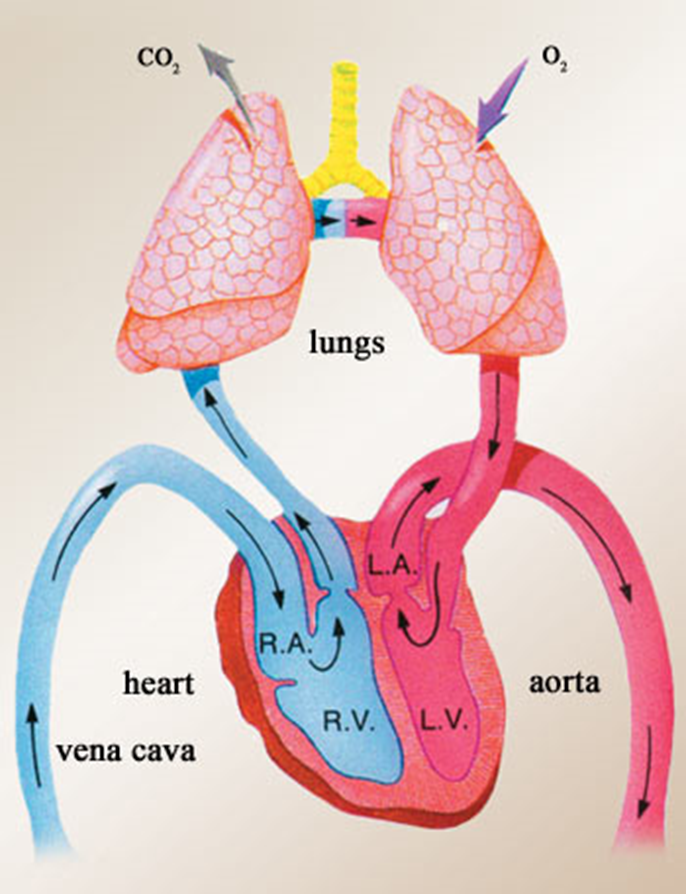 CO₂
O₂
lungs
L.A.
R.A.
heart
aorta
R.V.
L.V.
vena cava